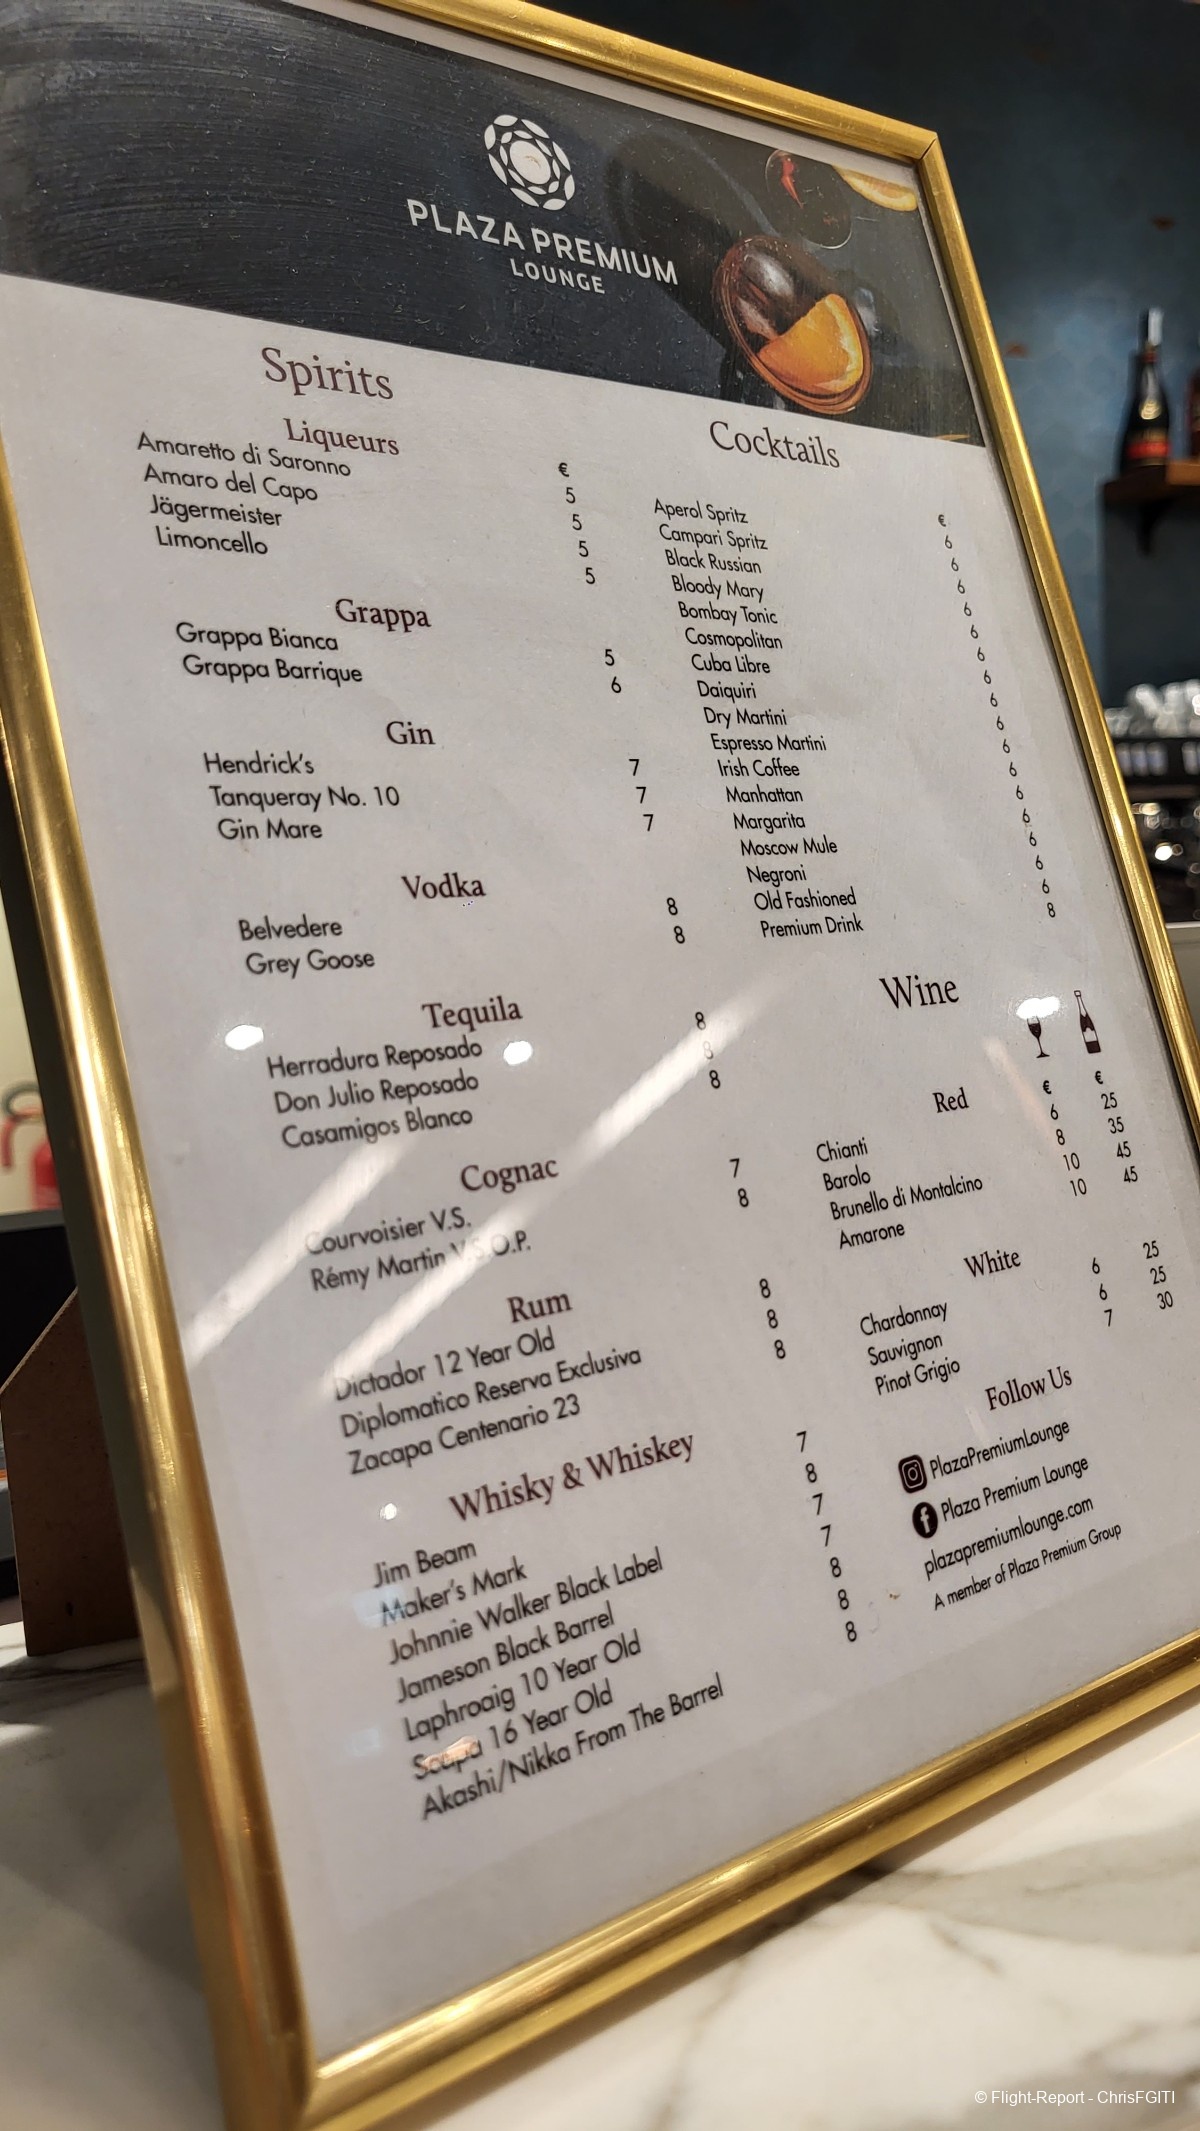 PLAZA PREMIUM
LOUNGE
Spirits
Liqueurs
€
Amaretto di Saronno 5
Amaro del Capo 5
Jägermeister 5
Limoncello 5
Grappa
Grappa Bianca 5
Grappa Barrique 6
Gin
Hendrick's 7
Tanqueray No. 10 7
Gin Mare 7
Vodka
Belvedere 8
Grey Goose 8
Tequila
Herradura Reposado 8
Don Julio Reposado 8
Casamigos Blanco 8
Cognac
Courvoisier V.S. 7
Rémy Martin V.S.O.P. 8
Rum
Dictador 12 Year Old 8
Diplomatico Reserva Exclusiva 8
Zacapa Centenario 23 8
Whisky & Whiskey
Jim Beam 7
Maker's Mark 8
Johnnie Walker Black Label 7
Jameson Black Barrel 7
Laphroaig 10 Year Old 8
Scapa 16 Year Old 8
Akashi/Nikka From The Barrel 8
Cocktails
€
Aperol Spritz 6
Campari Spritz 6
Black Russian 6
Bloody Mary 6
Bombay Tonic 6
Cosmopolitan 6
Cuba Libre 6
Daiquiri 6
Dry Martini 6
Espresso Martini 6
Irish Coffee 6
Manhattan 6
Margarita 6
Moscow Mule 6
Negroni 6
Old Fashioned 6
Premium Drink 8
Wine
€ €
Red
Chianti 6 25
Barolo 8 35
Brunello di Montalcino 10 45
Amarone 10 45
White
Chardonnay 6 25
Sauvignon 6 25
Pinot Grigio 7 30
Follow Us
PlazaPremiumLounge
Plaza Premium Lounge
plazapremiumlounge.com
A member of Plaza Premium Group
© Flight-Report - ChrisFGITI